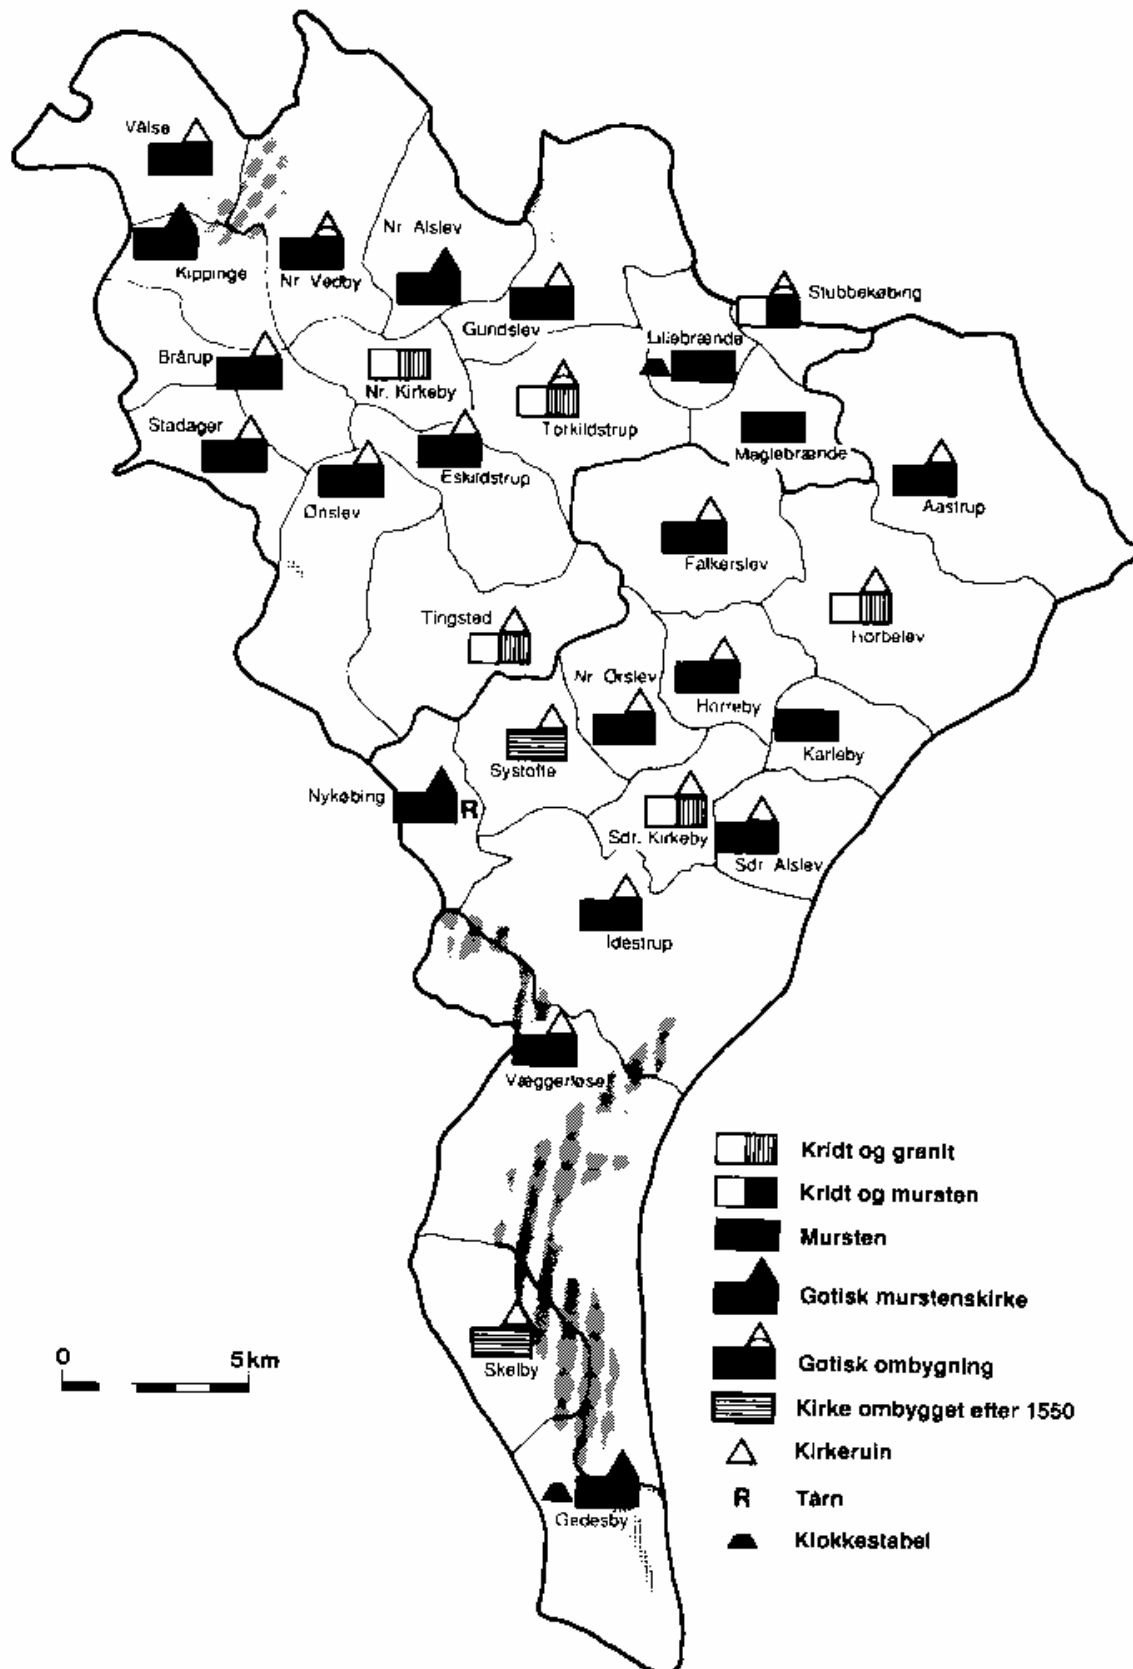 Vålse
Kippinge
Nr. Vedby
Nr. Alslev
Gundslev
Stubbekøbing
Lillebrænde
Brårup
Nr. Kirkeby
Torkildstrup
Stadager
Eskildstrup
Maglebrænde
Ønslev
Aastrup
Falkerslev
Tingsted
Horbelev
Nr. Ørslev
Horreby
Karleby
Systofte
Nykøbing
R
Sdr. Kirkeby
Sdr. Alslev
Idestrup
Væggerløse
Kridt og granit
Kridt og mursten
Mursten
Gotisk murstenskirke
Gotisk ombygning
Kirke ombygget efter 1550
Kirkeruin
R Tårn
Klokkestabel
0 5km
Skelby
Gedesby